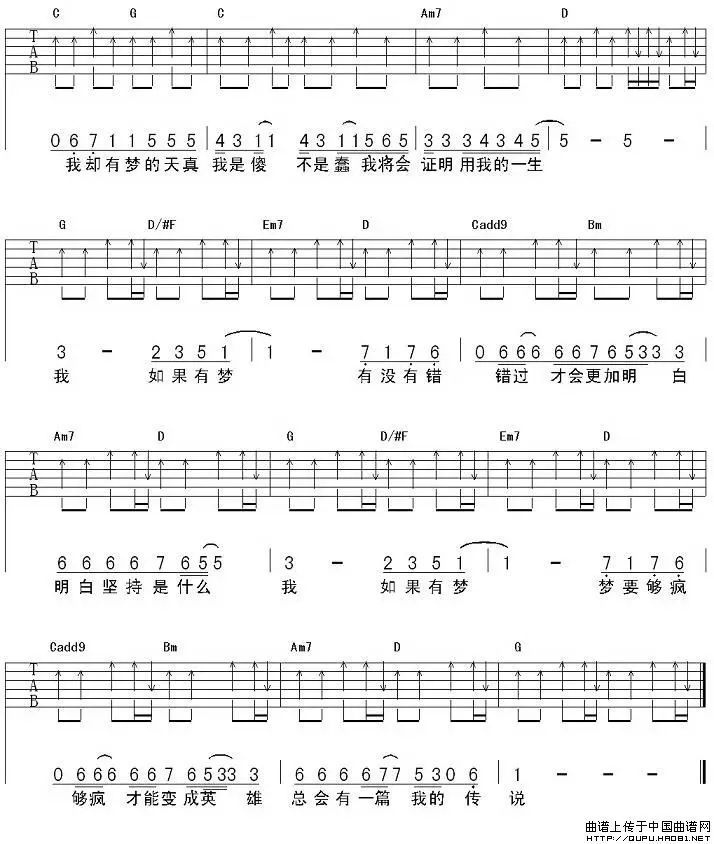 C G C Am7 D
T A B
0 6 7 1 1 5 5 5 | 4 3 1 1 4 3 1 1 5 6 5 | 3 3 3 4 3 4 5 | 5 - 5 -
我却有梦的天真 我是傻 不是蠢 我将会 证明用我的一生
G D/#F Em7 D Cadd9 Bm
T A B
3 - 2 3 5 1 | 1 - 7 1 7 6 | 0 6 6 6 6 6 7 6 5 3 3 3
我 如果有梦 有没有错 错过 才会更加明 白
Am7 D G D/#F Em7 D
T A B
6 6 6 6 7 6 5 5 | 3 - 2 3 5 1 | 1 - 7 1 7 6
明白坚持是什么 我 如果有梦 梦要够疯
Cadd9 Bm Am7 D G
T A B
0 6 6 6 6 6 7 6 5 3 3 3 | 6 6 6 6 7 7 5 3 0 6 | 1 - - -
够疯 才能变成英 雄 总会有一篇 我的 传 说
曲谱上传于中国曲谱网
http://QUPU.HAO81.NET